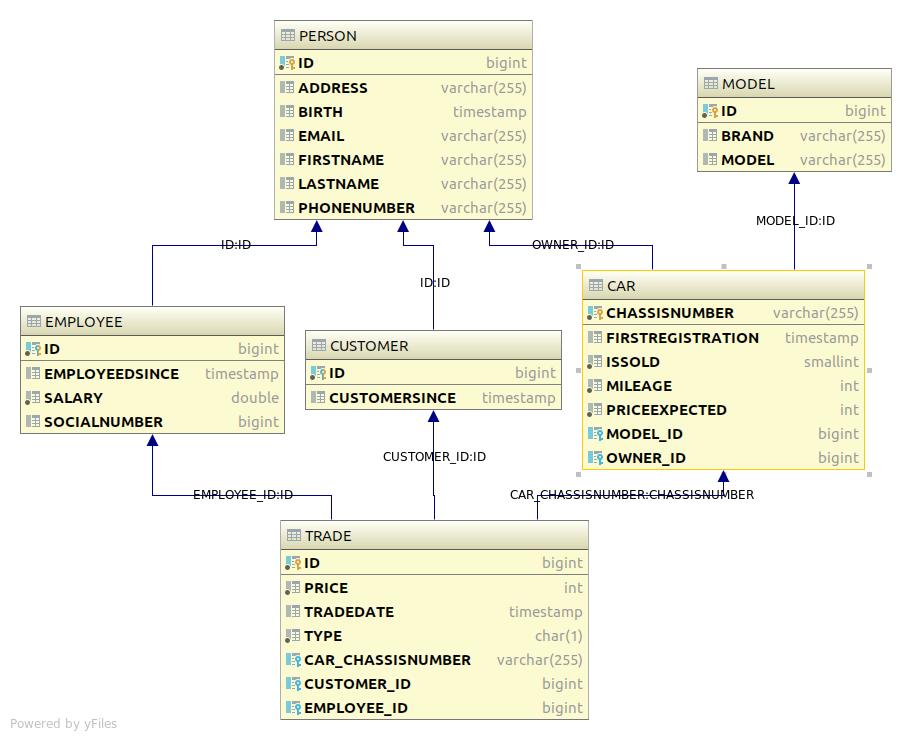 PERSON
ID bigint
ADDRESS varchar(255)
BIRTH timestamp
EMAIL varchar(255)
FIRSTNAME varchar(255)
LASTNAME varchar(255)
PHONENUMBER varchar(255)
MODEL
ID bigint
BRAND varchar(255)
MODEL varchar(255)
ID:ID
ID:ID
OWNER_ID:ID
MODEL_ID:ID
EMPLOYEE
ID bigint
EMPLOYEEDSINCE timestamp
SALARY double
SOCIALNUMBER bigint
CUSTOMER
ID bigint
CUSTOMERSINCE timestamp
CAR
CHASSISNUMBER varchar(255)
FIRSTREGISTRATION timestamp
ISSOLD smallint
MILEAGE int
PRICEEXPECTED int
MODEL_ID bigint
OWNER_ID bigint
EMPLOYEE_ID:ID
CUSTOMER_ID:ID
CAR_CHASSISNUMBER:CHASSISNUMBER
TRADE
ID bigint
PRICE int
TRADEDATE timestamp
TYPE char(1)
CAR_CHASSISNUMBER varchar(255)
CUSTOMER_ID bigint
EMPLOYEE_ID bigint
Powered by yFiles